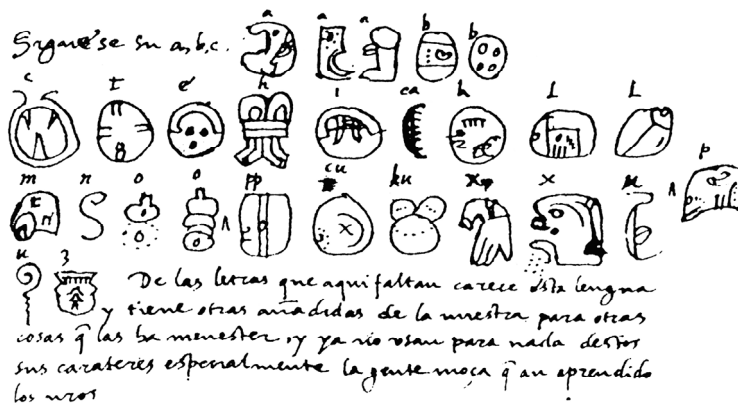 Siguese su a, b, c. a a a b b
c t e h i ca k l l
m n o o pp cu ku x x u p
u z De las letras que aqui faltan carece esta lengua
y tiene otras añadidas de la nuestra para otras
cosas q̄ las ha menester, y ya no usan para nada destos
sus carateres espenialmente la gente moça q̄ an aprendido
los nros